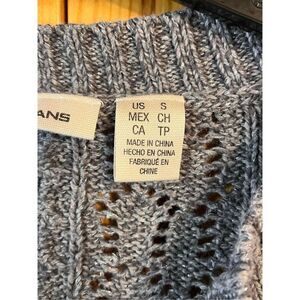 ANS
US S
MEX CH
CA TP
MADE IN CHINA
HECHO EN CHINA
FABRIQUÉ EN
CHINE